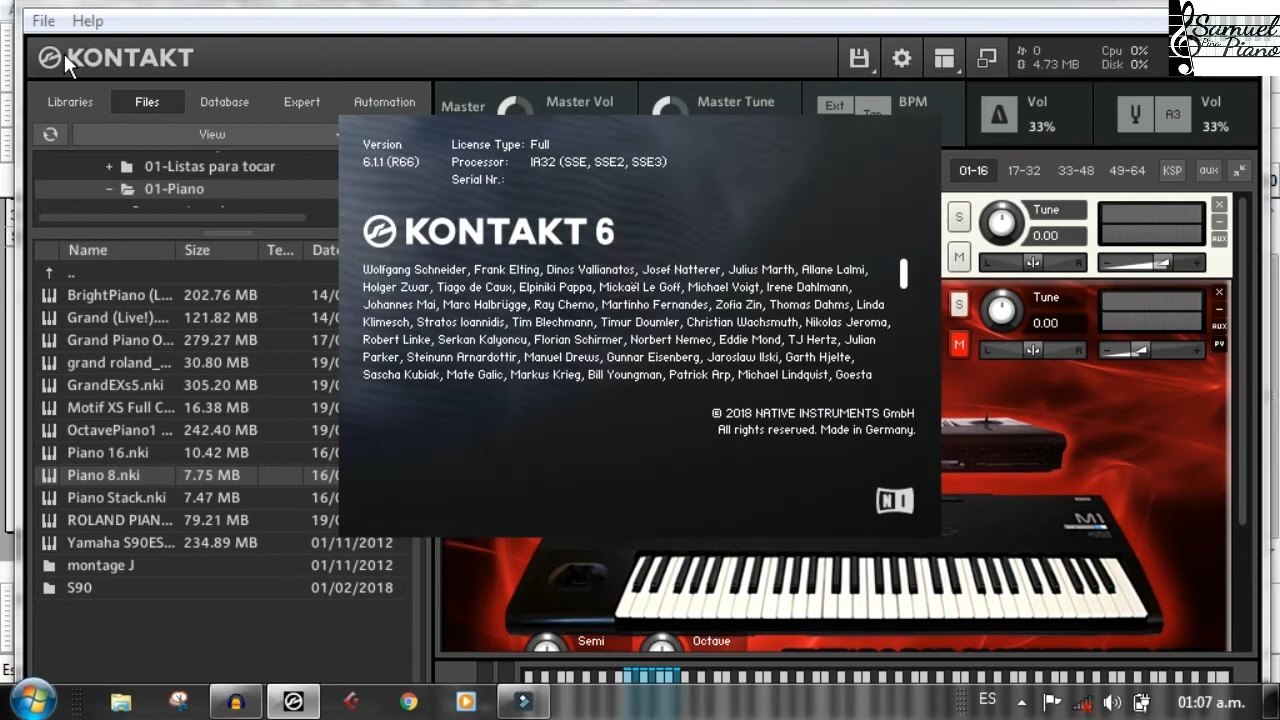 File Help
Samuel
Play
Piano
KONTAKT
0
4.73 MB
Cpu 0%
Disk 0%
Libraries Files Database Expert Automation
Master
Master Vol
Master Tune
Ext
Tap
BPM
Vol
33%
A3
Vol
33%
View
01-Listas para tocar
01-Piano
01-16 17-32 33-48 49-64 KSP aux
Name Size Te... Dat
..
BrightPiano (L... 202.76 MB 14/
Grand (Live!).... 121.82 MB 14/
Grand Piano O... 279.27 MB 17/
grand roland_... 30.80 MB 19/
GrandEXs5.nki 305.20 MB 19/
Motif XS Full C... 16.38 MB 19/
OctavePiano1 ... 242.40 MB 19/
Piano 16.nki 10.42 MB 16/
Piano 8.nki 7.75 MB 16/
Piano Stack.nki 7.47 MB 16/
ROLAND PIAN... 79.21 MB 19/
Yamaha S90ES... 234.89 MB 01/11/2012
montage J 01/11/2012
S90 01/02/2018
Version
6.1.1 (R66)
License Type: Full
Processor: IA32 (SSE, SSE2, SSE3)
Serial Nr.:
KONTAKT 6
Wolfgang Schneider, Frank Elting, Dinos Vallianatos, Josef Natterer, Julius Marth, Allane Lalmi,
Holger Zwar, Tiago de Caux, Elpiniki Pappa, Mickaël Le Goff, Michael Voigt, Irene Dahlmann,
Johannes Mai, Marc Halbrügge, Ray Chemo, Martinho Fernandes, Zofia Zin, Thomas Dahms, Linda
Klimesch, Stratos Ioannidis, Tim Blechmann, Timur Doumler, Christian Wachsmuth, Nikolas Jeroma,
Robert Linke, Serkan Kalyoncu, Florian Schirmer, Norbert Nemec, Eddie Mond, TJ Hertz, Julian
Parker, Steinunn Arnardottir, Manuel Drews, Gunnar Eisenberg, Jaroslaw Ilski, Garth Hjelte,
Sascha Kubiak, Mate Galic, Markus Krieg, Bill Youngman, Patrick Arp, Michael Lindquist, Goesta
© 2018 NATIVE INSTRUMENTS GmbH
All rights reserved. Made in Germany.
NI
S
M
Tune
0.00
L R
AUX
S
M
Tune
0.00
L R
AUX
PV
KORG
M1
Semi
Octave
Es
ES
01:07 a.m.